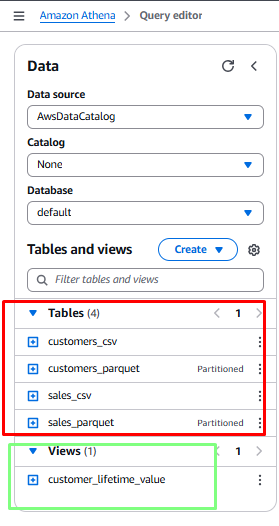 Amazon Athena > Query editor
Data
Data source
AwsDataCatalog
Catalog
None
Database
default
Tables and views Create
Filter tables and views
Tables (4) < 1 >
customers_csv
customers_parquet Partitioned
sales_csv
sales_parquet Partitioned
Views (1) < 1 >
customer_lifetime_value